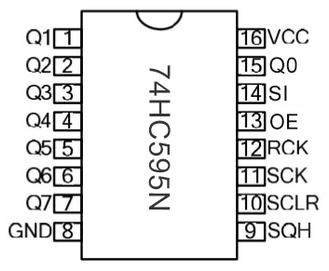 Q1 1 16 VCC
Q2 2 15 Q0
Q3 3 14 SI
Q4 4 13 OE
Q5 5 12 RCK
Q6 6 11 SCK
Q7 7 10 SCLR
GND 8 9 SQH
74HC595N